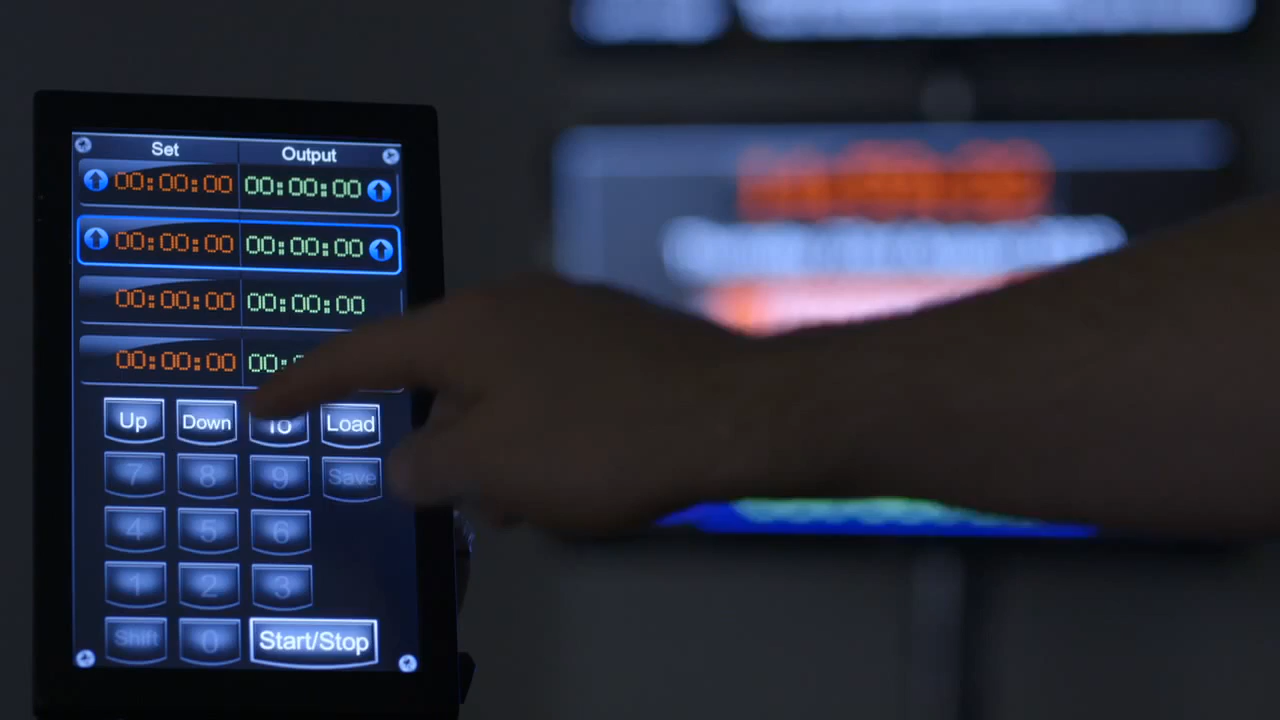 Set Output
00:00:00 00:00:00
00:00:00 00:00:00
00:00:00 00:00:00
00:00:00 00:
Up Down To Load
7 8 9 Save
4 5 6
1 2 3
Shift 0 Start/Stop